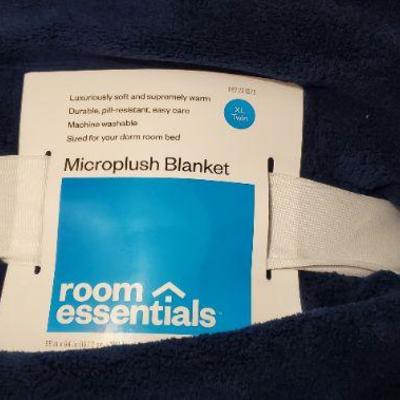 Luxuriously soft and supremely warm
Durable, pill-resistant, easy care
Machine washable
Sized for your dorm room bed
XL
Twin
Microplush Blanket
room
essentials™